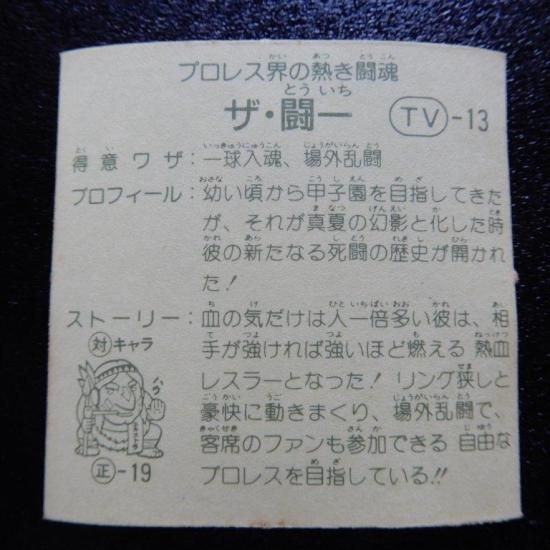 プロレス界の熱き闘魂
ザ・闘一 TV-13
得意ワザ：一球入魂、場外乱闘
プロフィール：幼い頃から甲子園を目指してきた
が、それが真夏の幻影と化した時
彼の新たなる死闘の歴史が開かれ
た！
ストーリー：血の気だけは人一倍多い彼は、相
手が強ければ強いほど燃える 熱血
レスラーとなった！ リング狭しと
豪快に動きまくり、場外乱闘で、
客席のファンも参加できる 自由な
プロレスを目指している!!
対キャラ
正-19